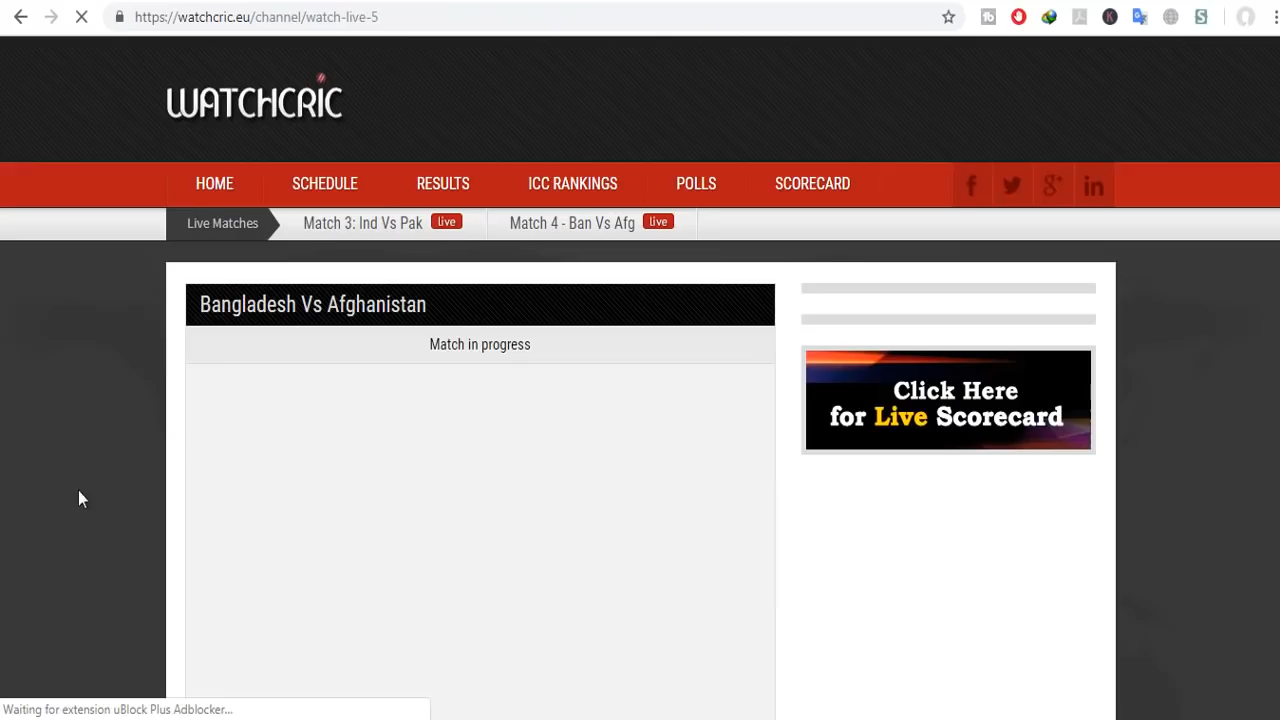 https://watchcric.eu/channel/watch-live-5
WATCHCRIC
HOME SCHEDULE RESULTS ICC RANKINGS POLLS SCORECARD
Live Matches Match 3: Ind Vs Pak live Match 4 - Ban Vs Afg live
Bangladesh Vs Afghanistan
Match in progress
Click Here
for Live Scorecard
Waiting for extension uBlock Plus Adblocker...